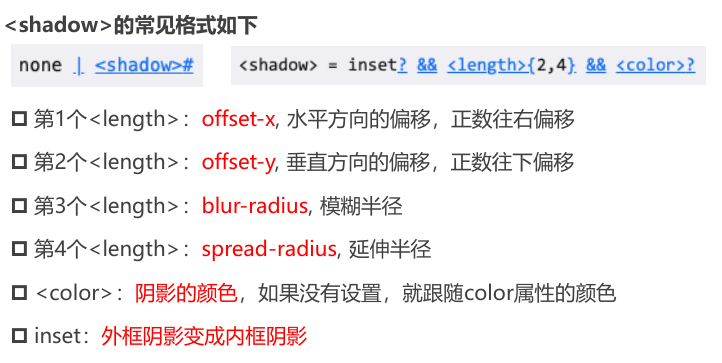 <shadow>的常见格式如下
none | <shadow>#
<shadow> = inset? && <length>{2,4} && <color>?
第1个<length>：offset-x, 水平方向的偏移，正数往右偏移
第2个<length>：offset-y, 垂直方向的偏移，正数往下偏移
第3个<length>：blur-radius, 模糊半径
第4个<length>：spread-radius, 延伸半径
<color>：阴影的颜色，如果没有设置，就跟随color属性的颜色
inset：外框阴影变成内框阴影